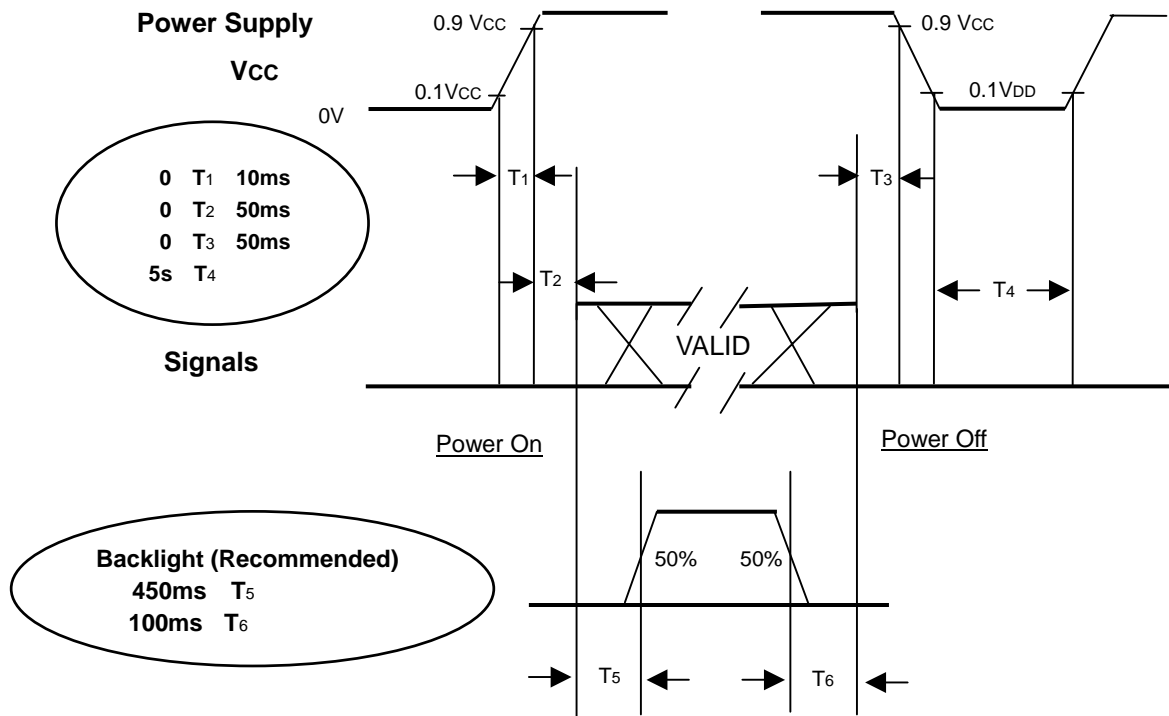 Power Supply
VCC
0.9 VCC
0.1VCC
0V
0.9 VCC
0.1VDD
0 T1 10ms
0 T2 50ms
0 T3 50ms
5s T4
T1
T3
T2
T4
VALID
Signals
Power On
Power Off
Backlight (Recommended)
450ms T5
100ms T6
50%
50%
T5
T6